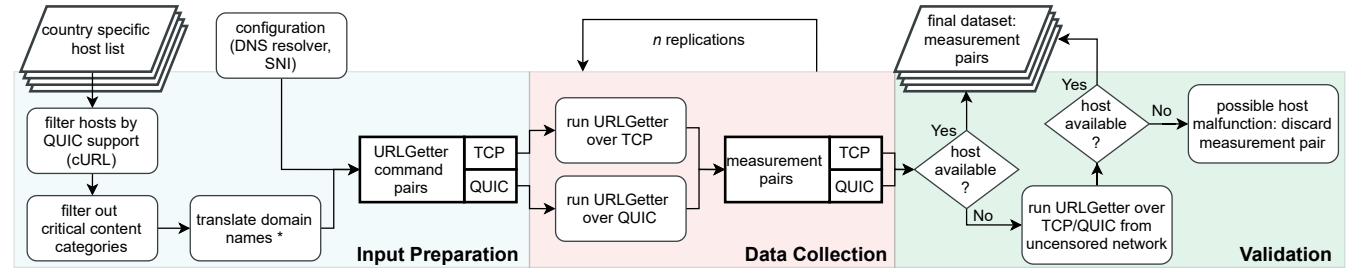 country specific
host list
configuration
(DNS resolver,
SNI)
filter hosts by
QUIC support
(cURL)
filter out
critical content
categories
translate domain
names *
URLGetter
command
pairs
TCP
QUIC
Input Preparation
n replications
run URLGetter
over TCP
run URLGetter
over QUIC
measurement
pairs
TCP
QUIC
Data Collection
final dataset:
measurement
pairs
Yes
host
available
?
No
run URLGetter over
TCP/QUIC from
uncensored network
Yes
host
available
?
No
possible host
malfunction: discard
measurement pair
Validation